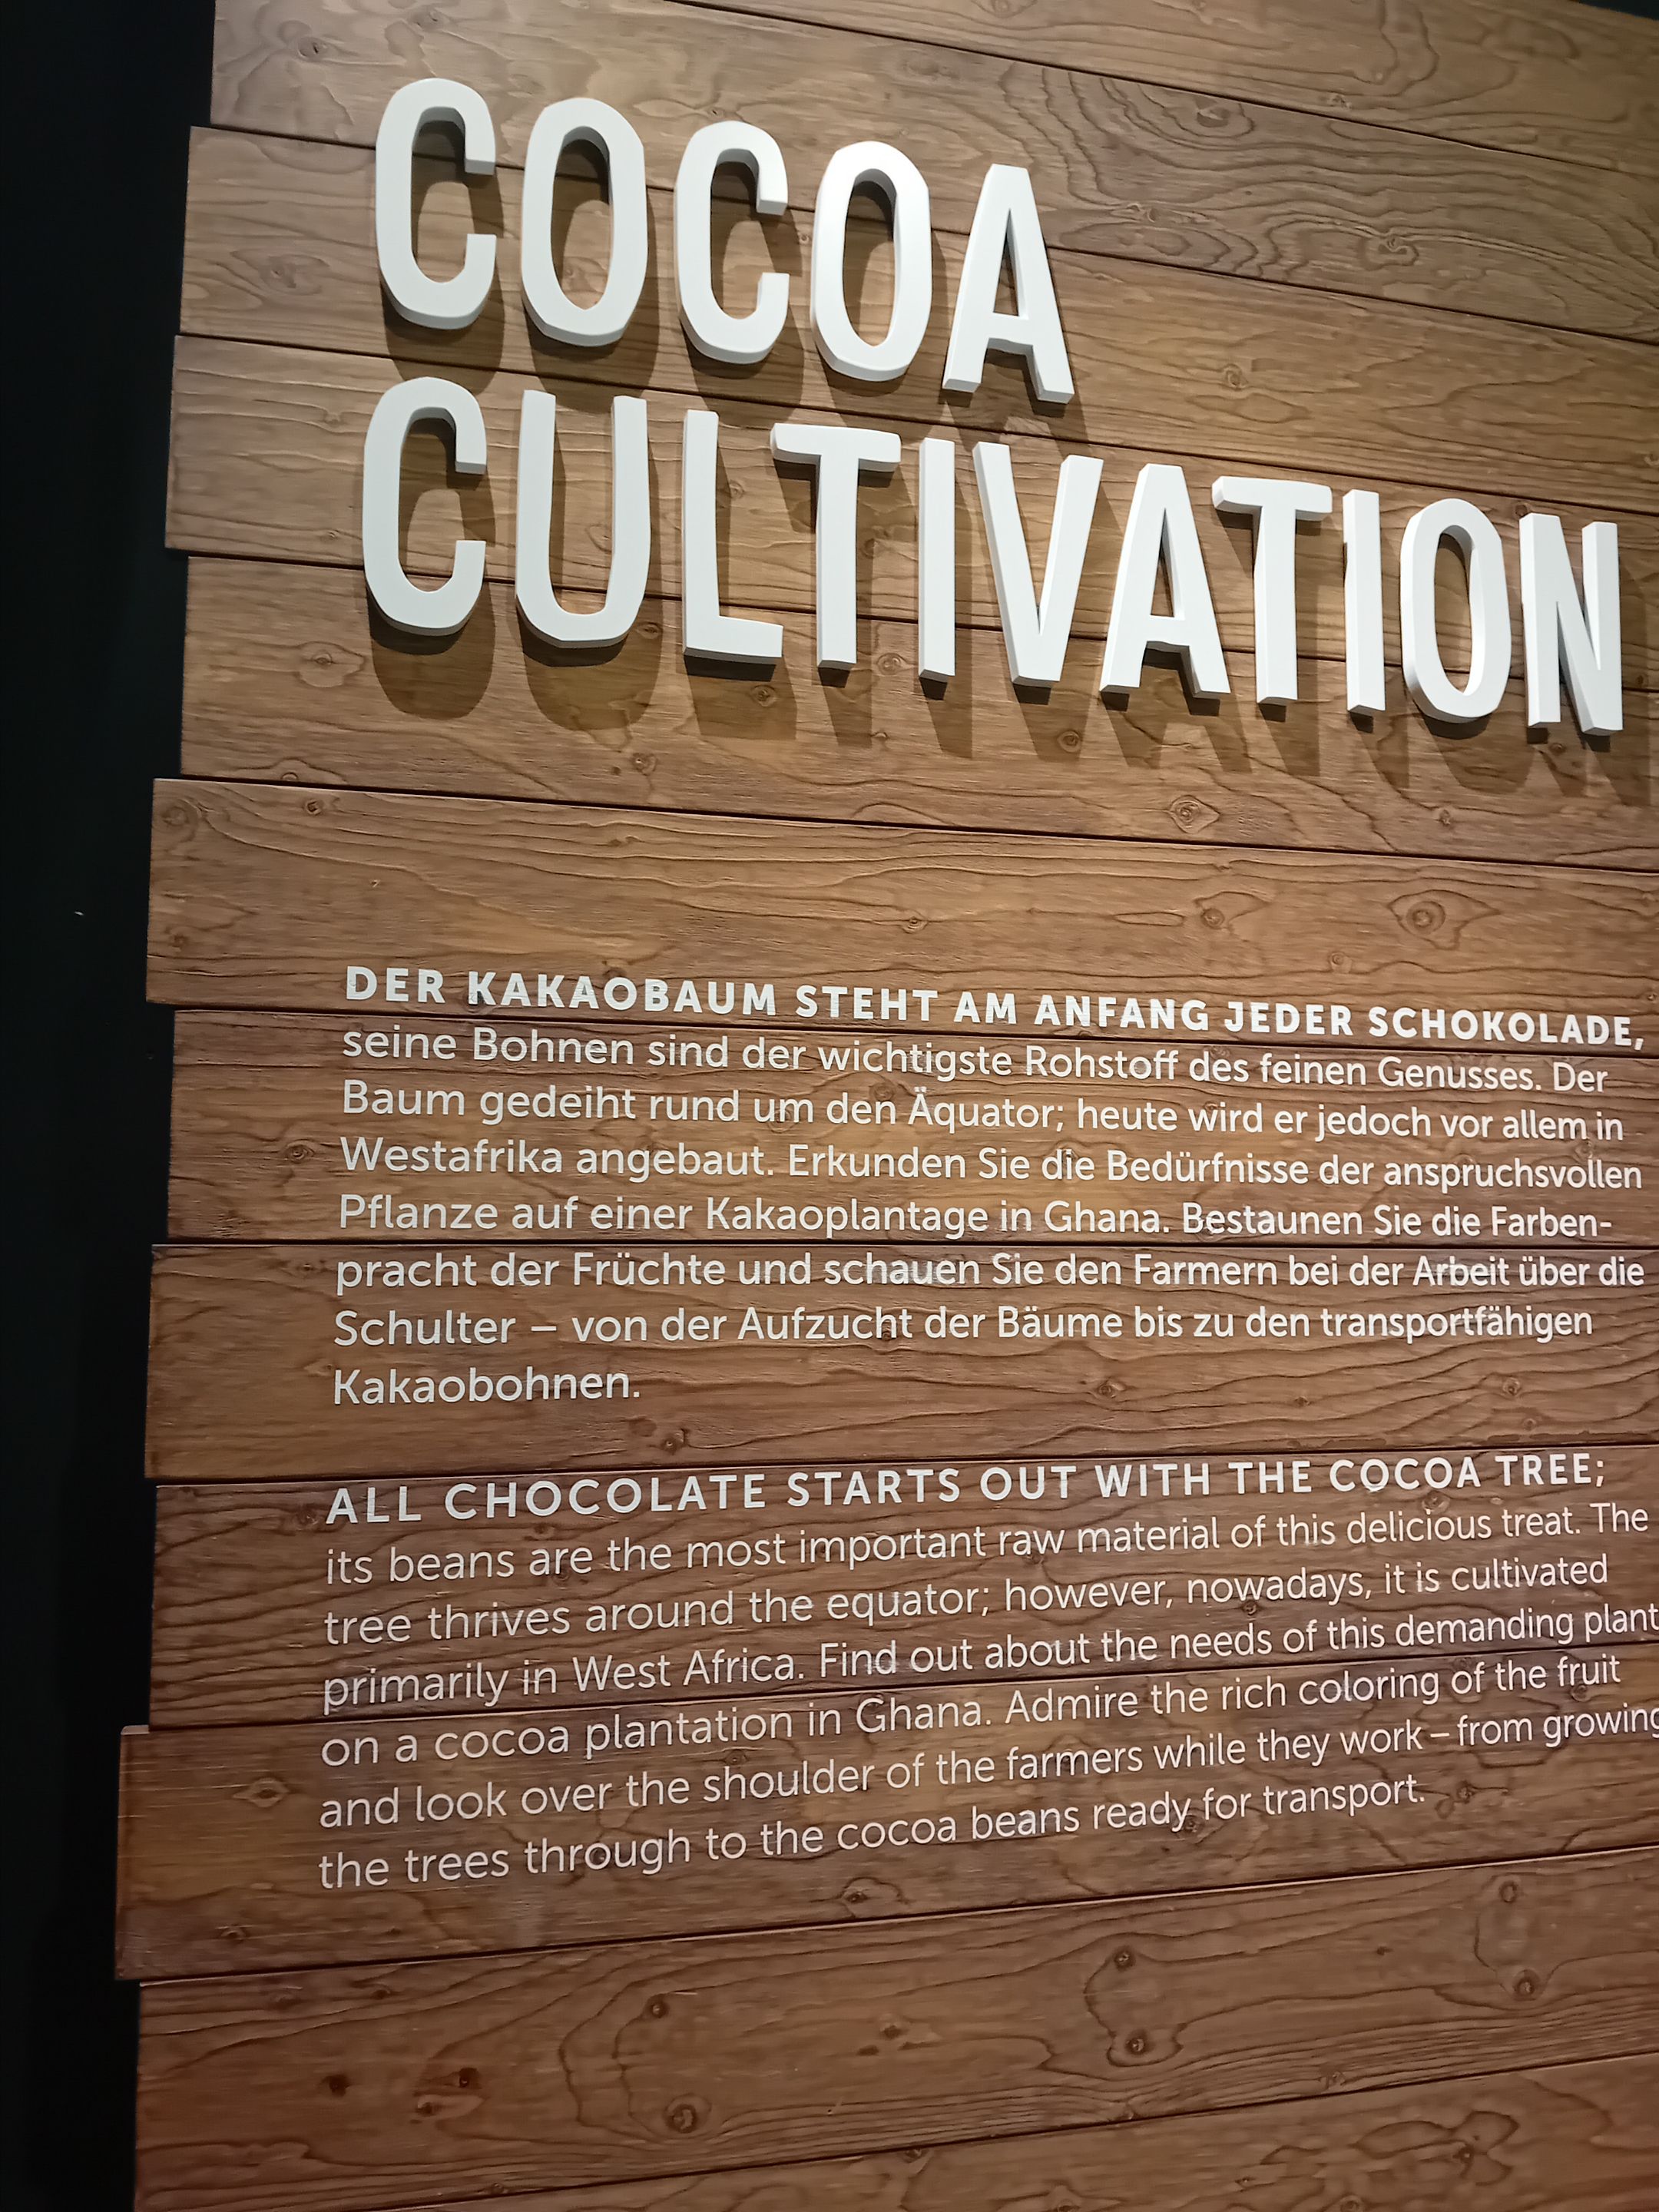 COCOA
CULTIVATION
DER KAKAOBAUM STEHT AM ANFANG JEDER SCHOKOLADE,
seine Bohnen sind der wichtigste Rohstoff des feinen Genusses. Der
Baum gedeiht rund um den Äquator; heute wird er jedoch vor allem in
Westafrika angebaut. Erkunden Sie die Bedürfnisse der anspruchsvollen
Pflanze auf einer Kakaoplantage in Ghana. Bestaunen Sie die Farben-
pracht der Früchte und schauen Sie den Farmern bei der Arbeit über die
Schulter – von der Aufzucht der Bäume bis zu den transportfähigen
Kakaobohnen.
ALL CHOCOLATE STARTS OUT WITH THE COCOA TREE;
its beans are the most important raw material of this delicious treat. The
tree thrives around the equator; however, nowadays, it is cultivated
primarily in West Africa. Find out about the needs of this demanding plant
on a cocoa plantation in Ghana. Admire the rich coloring of the fruit
and look over the shoulder of the farmers while they work – from growing
the trees through to the cocoa beans ready for transport.